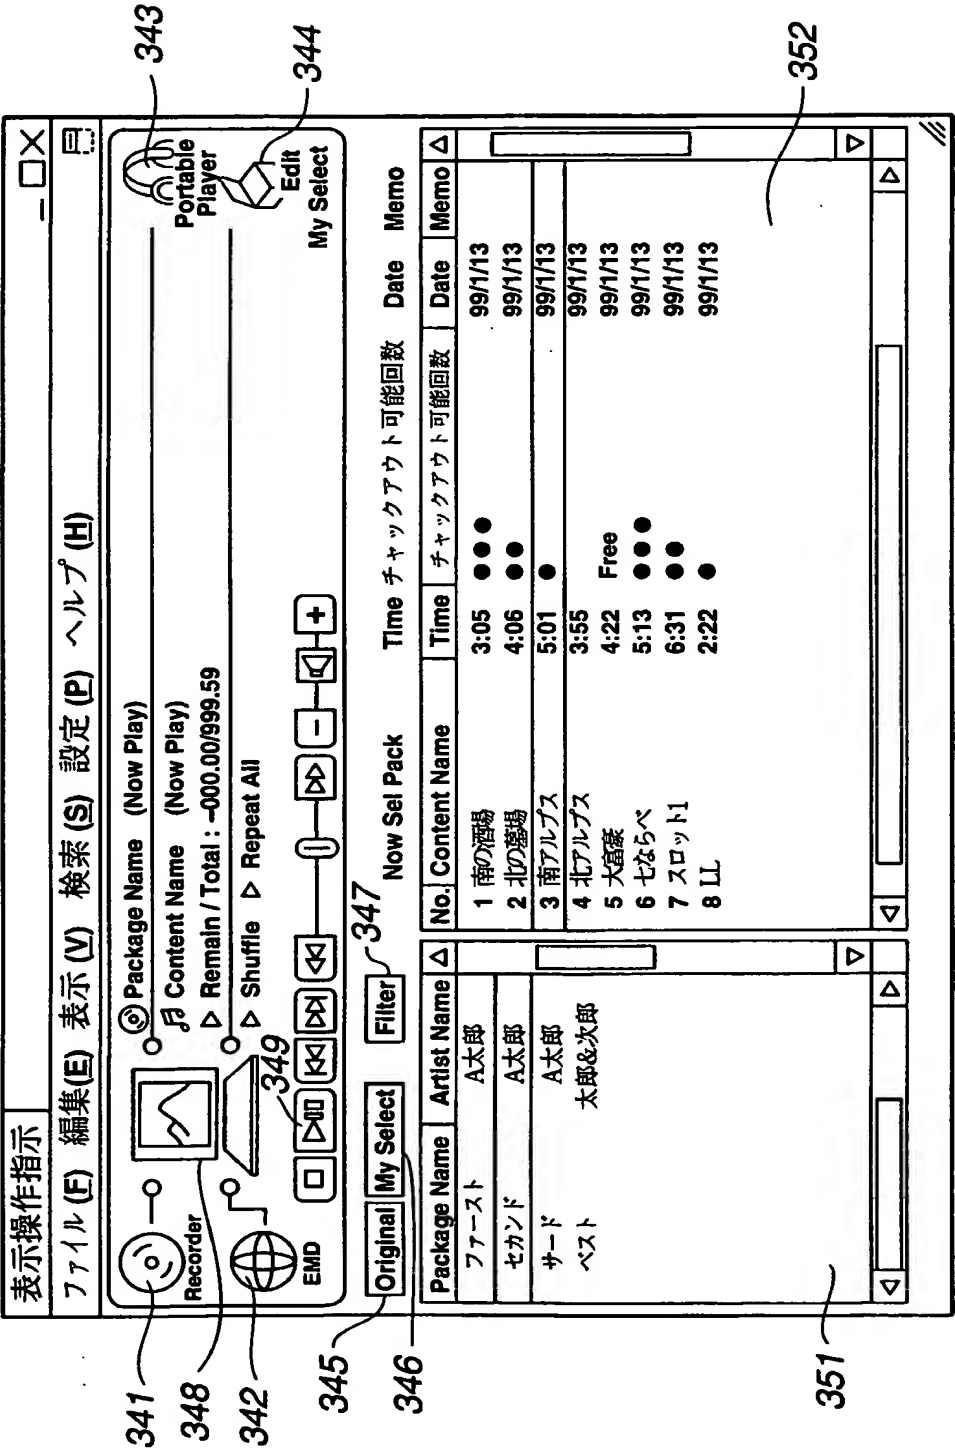 表示操作指示
ファイル (F) 編集(E) 表示 (V) 検索 (S) 設定 (P) ヘルプ (H)
341
348
342
Recorder
EMD
349
Package Name (Now Play)
Content Name (Now Play)
▷ Remain / Total : -000.00/999.59
▷ Shuffle ▷ Repeat All
343
Portable
Player
344
Edit
My Select
− +
345
346
347
Original My Select Filter
Now Sel Pack Time チャックアウト可能回数 Date Memo
Package Name Artist Name
ファースト A太郎
セカンド A太郎
サード A太郎
ベスト 太郎&次郎
351
No. Content Name Time チャックアウト可能回数 Date Memo
1 南の酒場 3:05 ●●● 99/1/13
2 北の墓場 4:06 ●● 99/1/13
3 南アルプス 5:01 ● 99/1/13
4 北アルプス 3:55 99/1/13
5 大富豪 4:22 Free 99/1/13
6 七ならべ 5:13 ●●● 99/1/13
7 スロット1 6:31 ●● 99/1/13
8 LL 2:22 ● 99/1/13
352